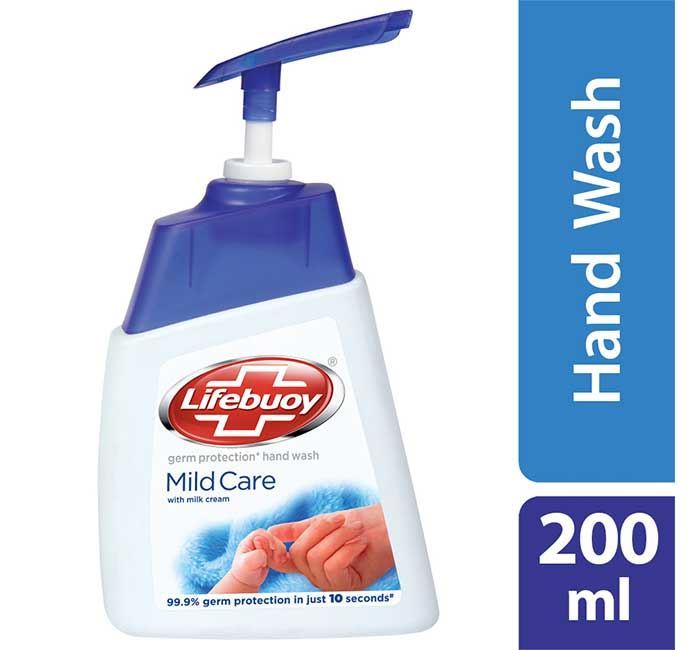 Lifebuoy
®
germ protection* hand wash
Mild Care
with milk cream
99.9% germ protection in just 10 seconds#
Hand Wash
200
ml